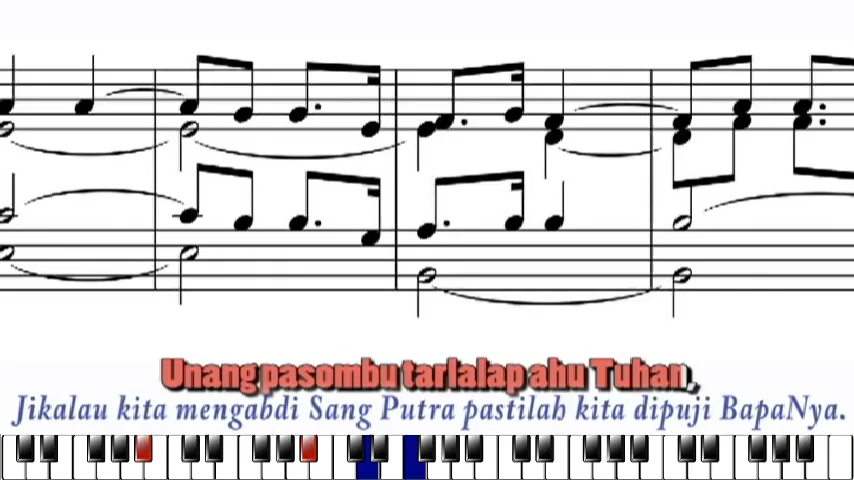 Unang pasombu tarlalap ahu Tuhan,
Jikalau kita mengabdi Sang Putra pastilah kita dipuji BapaNya.